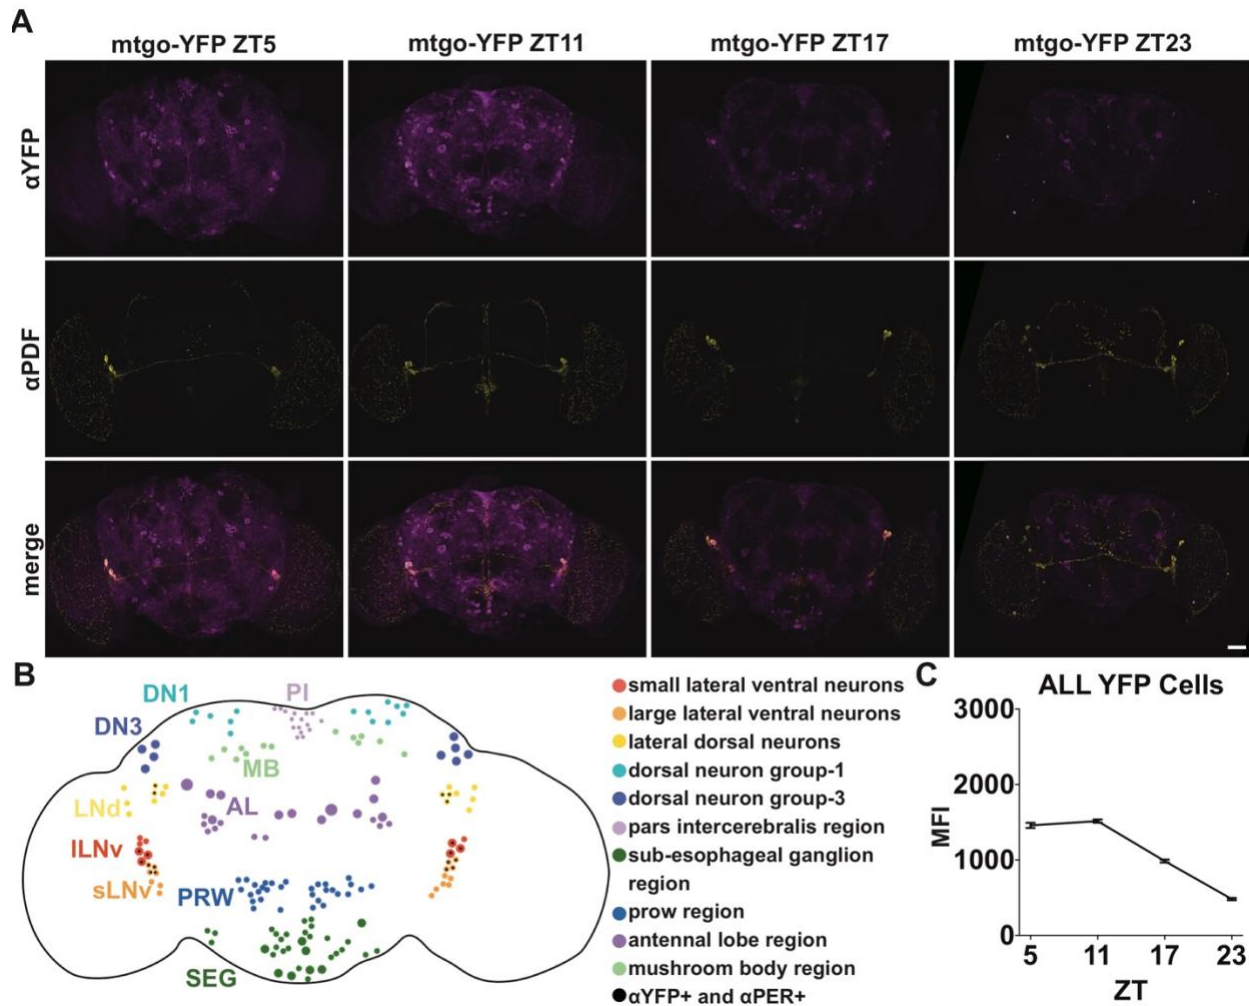 A
mtgo-YFP ZT5
mtgo-YFP ZT11
mtgo-YFP ZT17
mtgo-YFP ZT23
αYFP
αPDF
merge
B
DN1
PI
DN3
MB
LNd
AL
lLNv
sLNv
PRW
SEG
small lateral ventral neurons
large lateral ventral neurons
lateral dorsal neurons
dorsal neuron group-1
dorsal neuron group-3
pars intercerebralis region
sub-esophageal ganglion
region
prow region
antennal lobe region
mushroom body region
αYFP+ and αPER+
C
ALL YFP Cells
3000
2000
1000
0
MFI
5 11 17 23
ZT